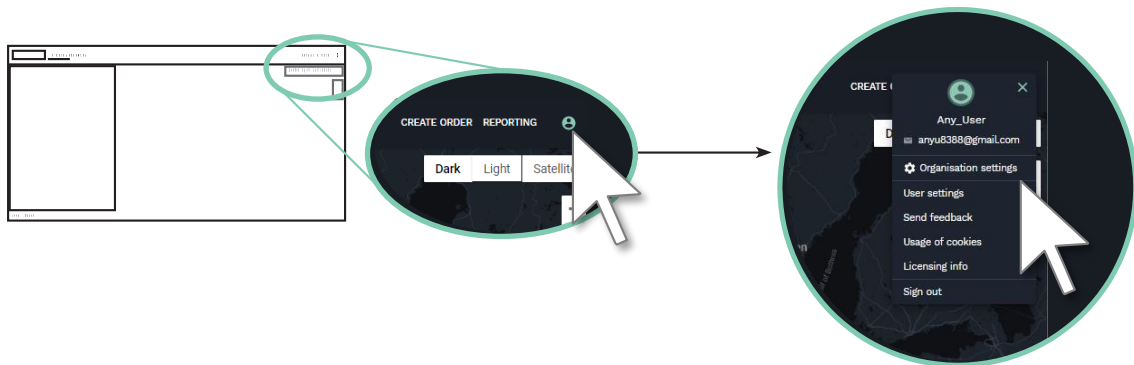 CREATE ORDER REPORTING
Dark Light
CREATE
Any_User
anyu8388@gmail.com
Organisation settings
User settings
Send feedback
Usage of cookies
Licensing info
Sign out